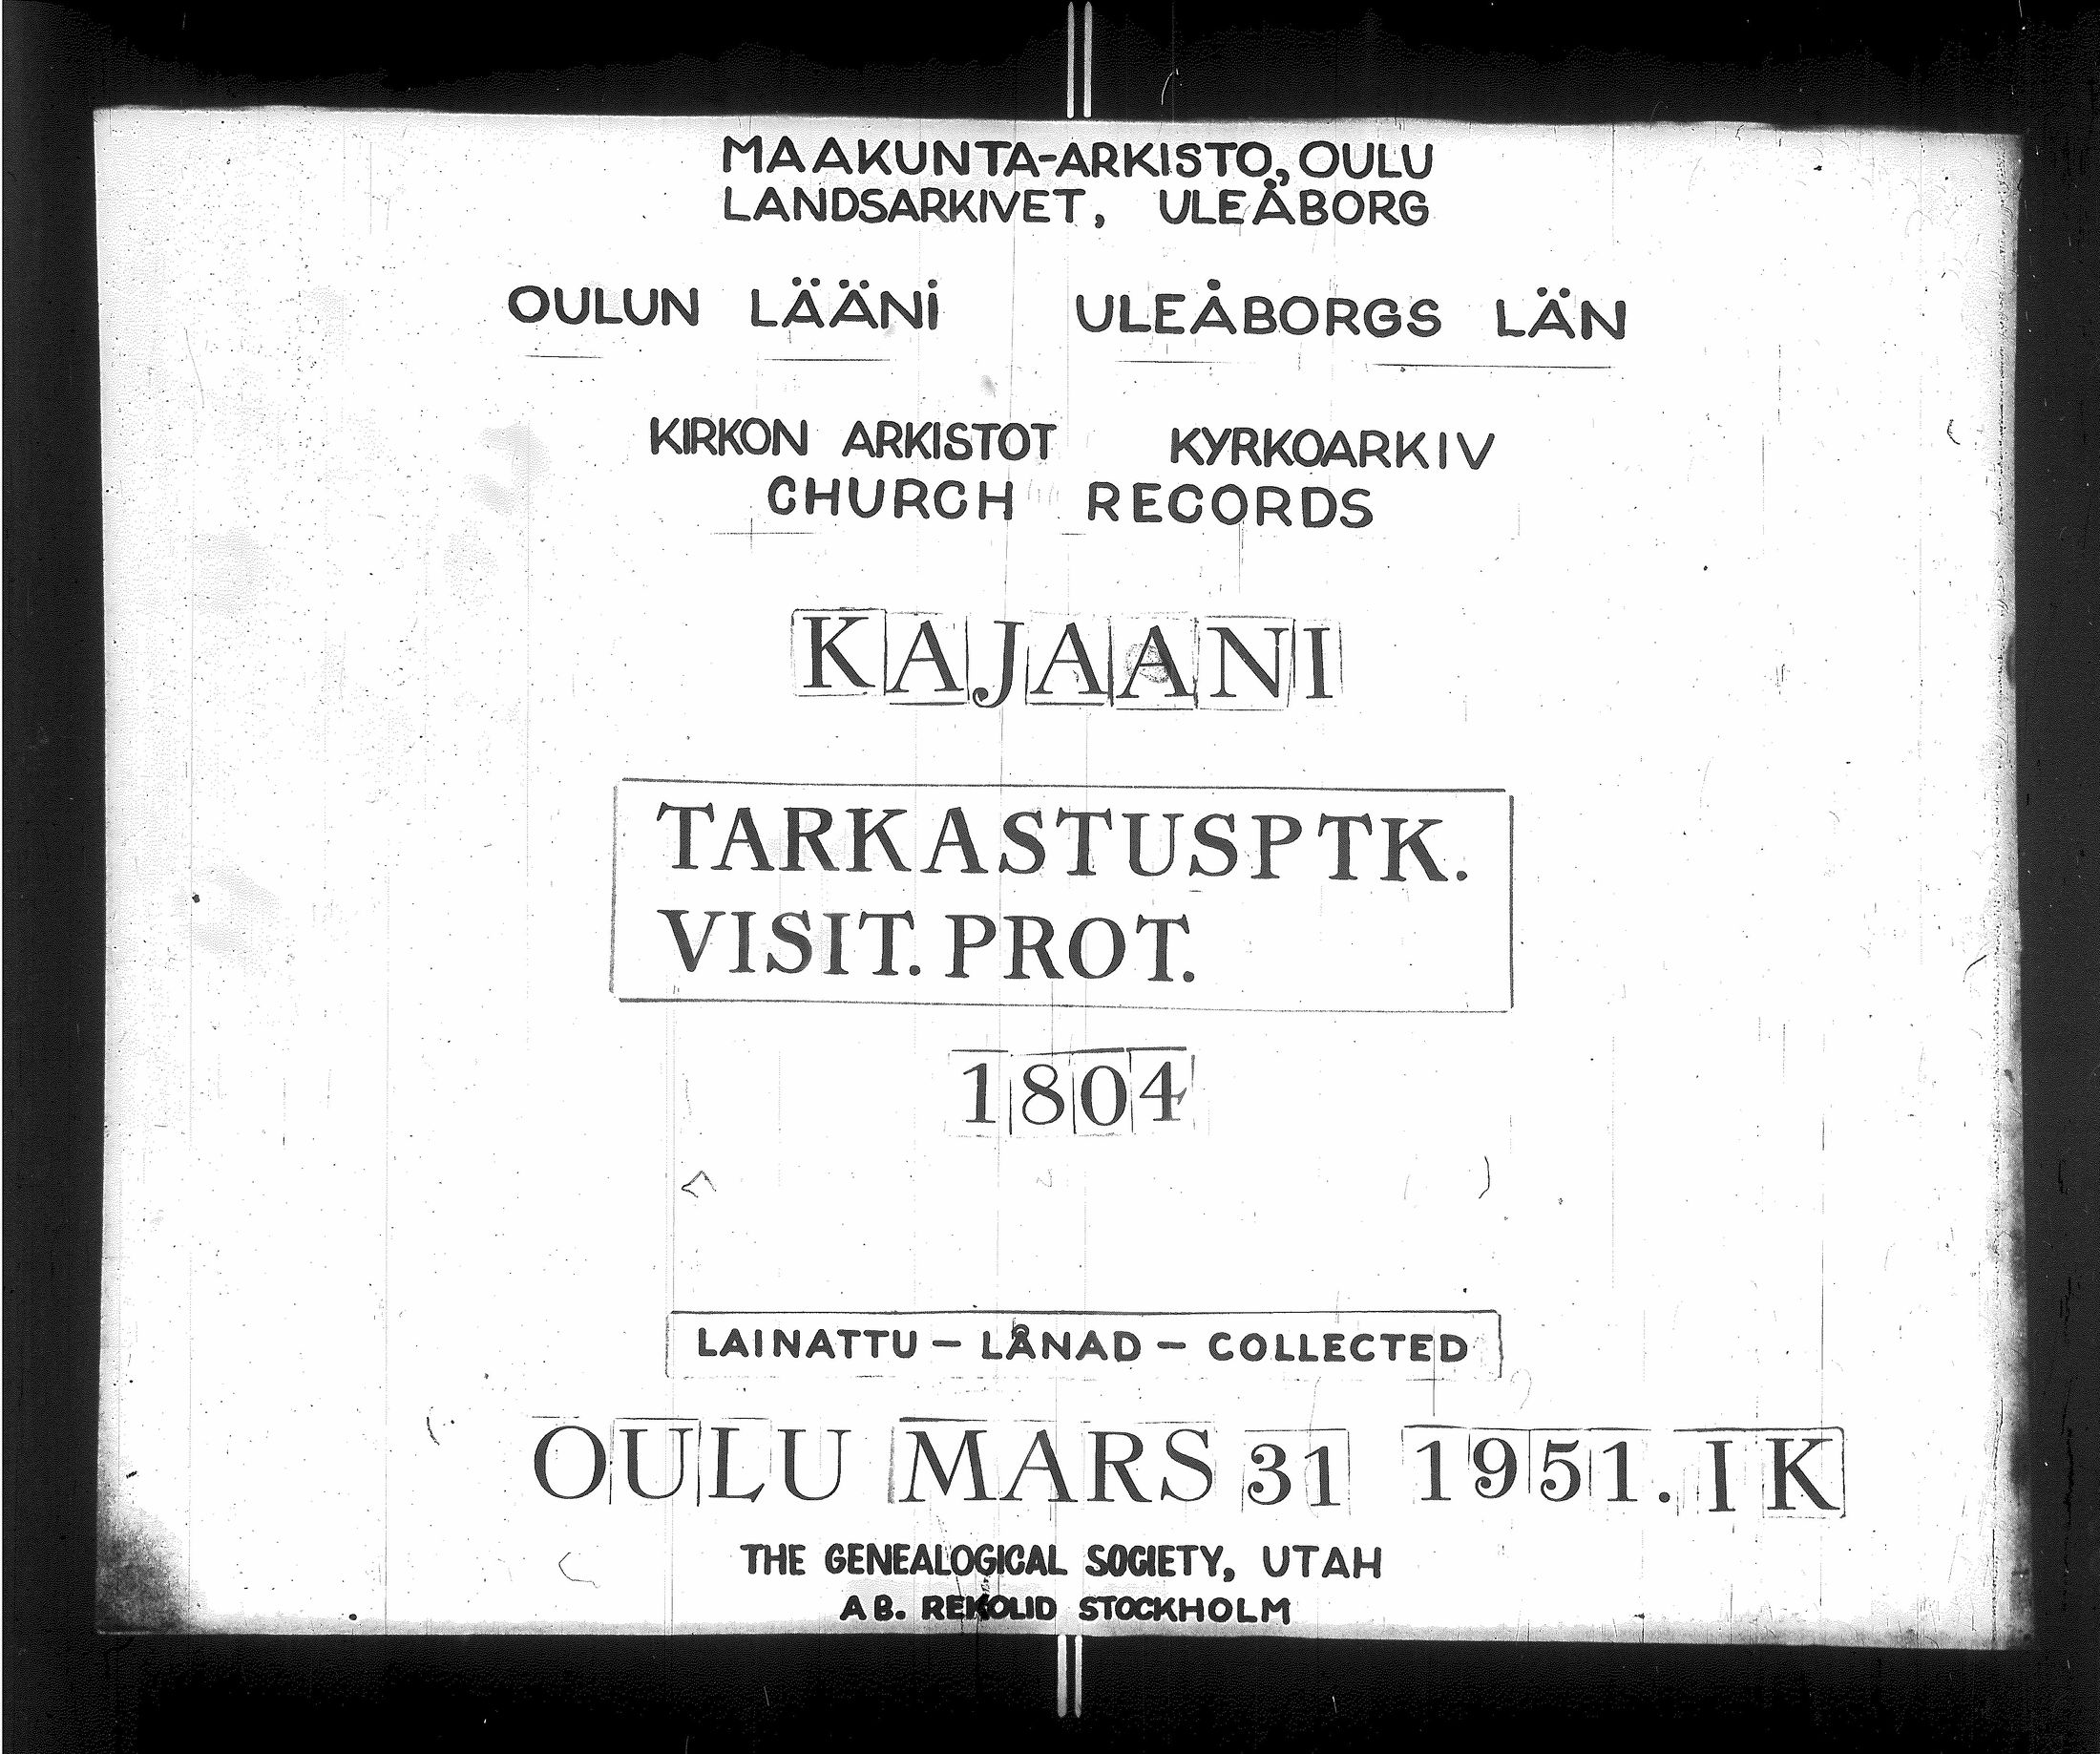 MAAKUNTA-ARKISTO, OULU
LANDSARKIVET, ULEÅBORG
OULUN LÄÄNI ULEÅBORGS LÄN
KIRKON ARKISTOT KYRKOARKIV
CHURCH RECORDS
KAJAANI
TARKASTUSPTK.
VISIT. PROT.
1804
LAINATTU – LÅNAD – COLLECTED
OULU MARS 31 1951. I K
THE GENEALOGICAL SOCIETY, UTAH
AB. REKOLID STOCKHOLM